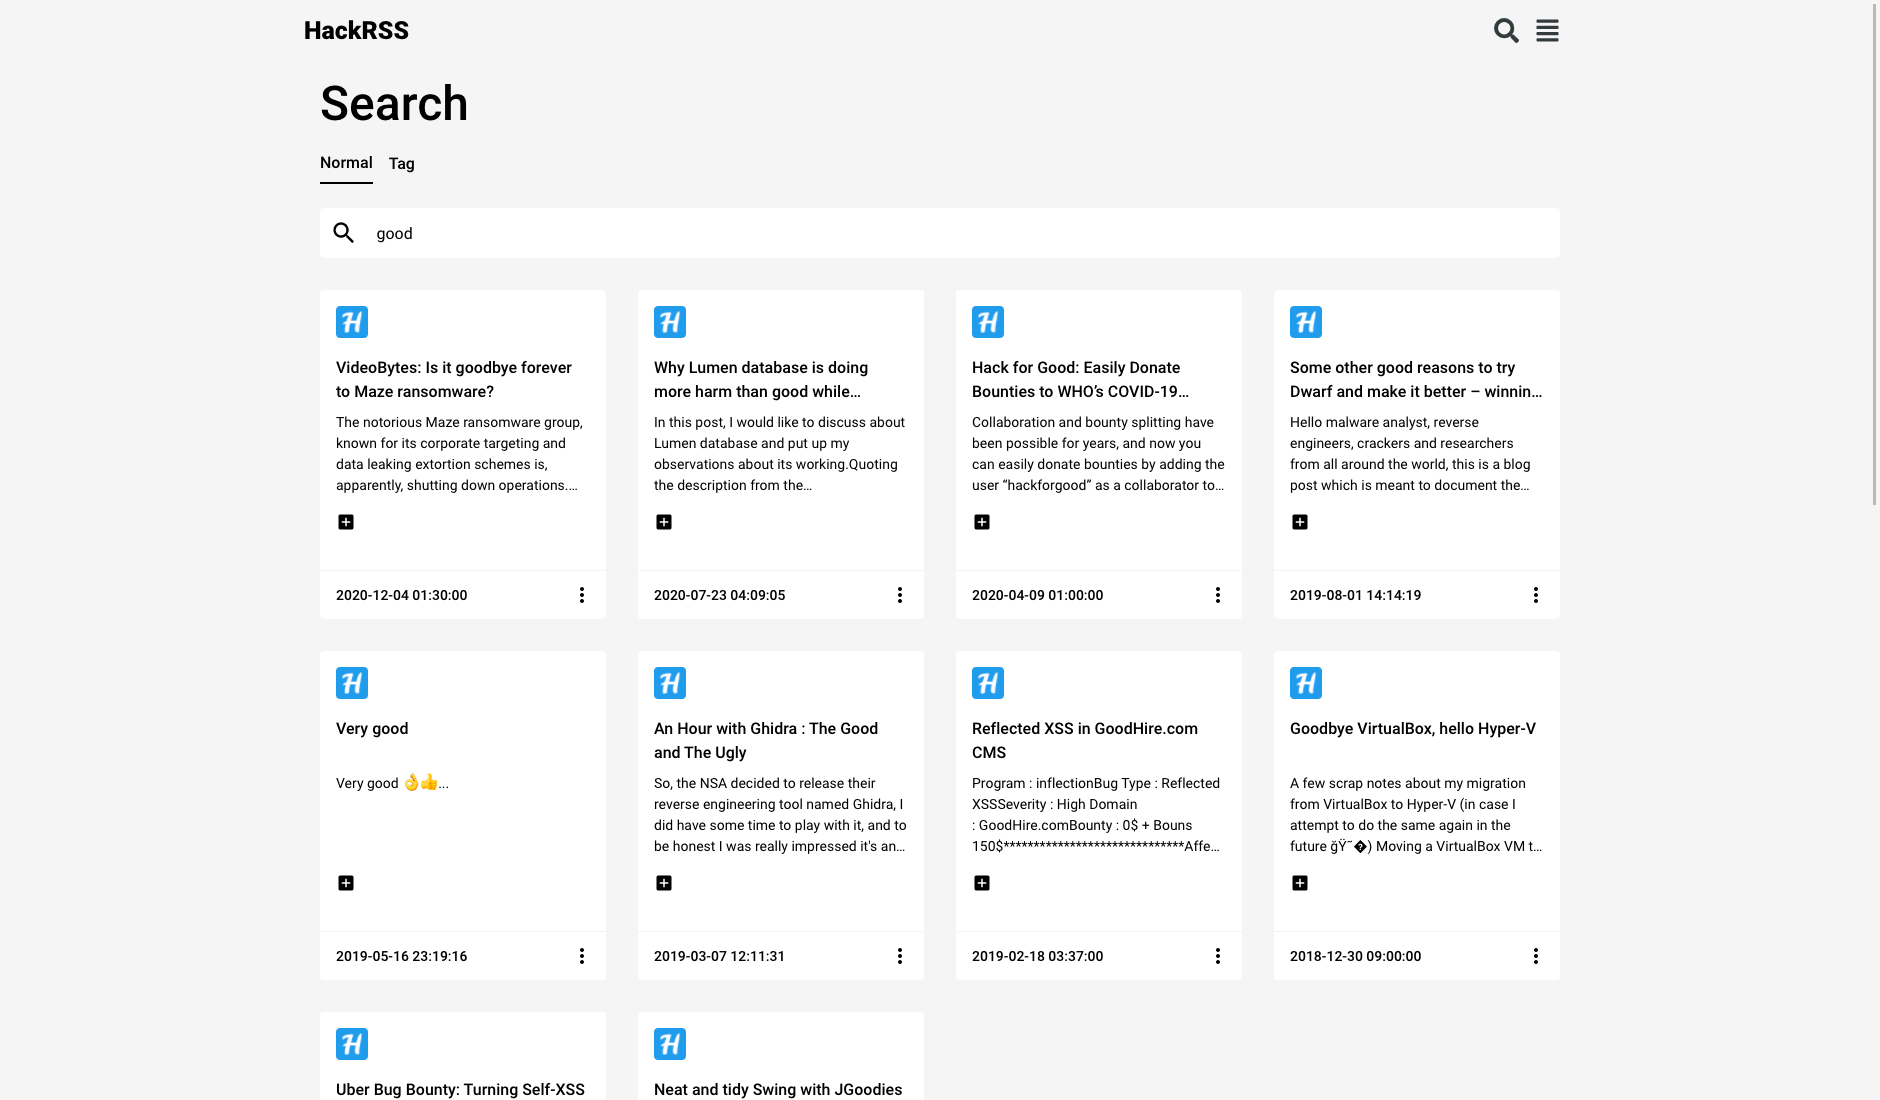 HackRSS
Search
Normal
Tag
good
VideoBytes: Is it goodbye forever
to Maze ransomware?
The notorious Maze ransomware group,
known for its corporate targeting and
data leaking extortion schemes is,
apparently, shutting down operations....
2020-12-04 01:30:00
Why Lumen database is doing
more harm than good while...
In this post, I would like to discuss about
Lumen database and put up my
observations about its working.Quoting
the description from the...
2020-07-23 04:09:05
Hack for Good: Easily Donate
Bounties to WHO’s COVID-19...
Collaboration and bounty splitting have
been possible for years, and now you
can easily donate bounties by adding the
user “hackforgood” as a collaborator to...
2020-04-09 01:00:00
Some other good reasons to try
Dwarf and make it better – winnin...
Hello malware analyst, reverse
engineers, crackers and researchers
from all around the world, this is a blog
post which is meant to document the...
2019-08-01 14:14:19
Very good
Very good 👌👍...
2019-05-16 23:19:16
An Hour with Ghidra : The Good
and The Ugly
So, the NSA decided to release their
reverse engineering tool named Ghidra, I
did have some time to play with it, and to
be honest I was really impressed it's an...
2019-03-07 12:11:31
Reflected XSS in GoodHire.com
CMS
Program : inflectionBug Type : Reflected
XSSSeverity : High Domain
: GoodHire.comBounty : 0$ + Bouns
150$******************************Affe...
2019-02-18 03:37:00
Goodbye VirtualBox, hello Hyper-V
A few scrap notes about my migration
from VirtualBox to Hyper-V (in case I
attempt to do the same again in the
future ğŸ˜�) Moving a VirtualBox VM t...
2018-12-30 09:00:00
Uber Bug Bounty: Turning Self-XSS
Neat and tidy Swing with JGoodies